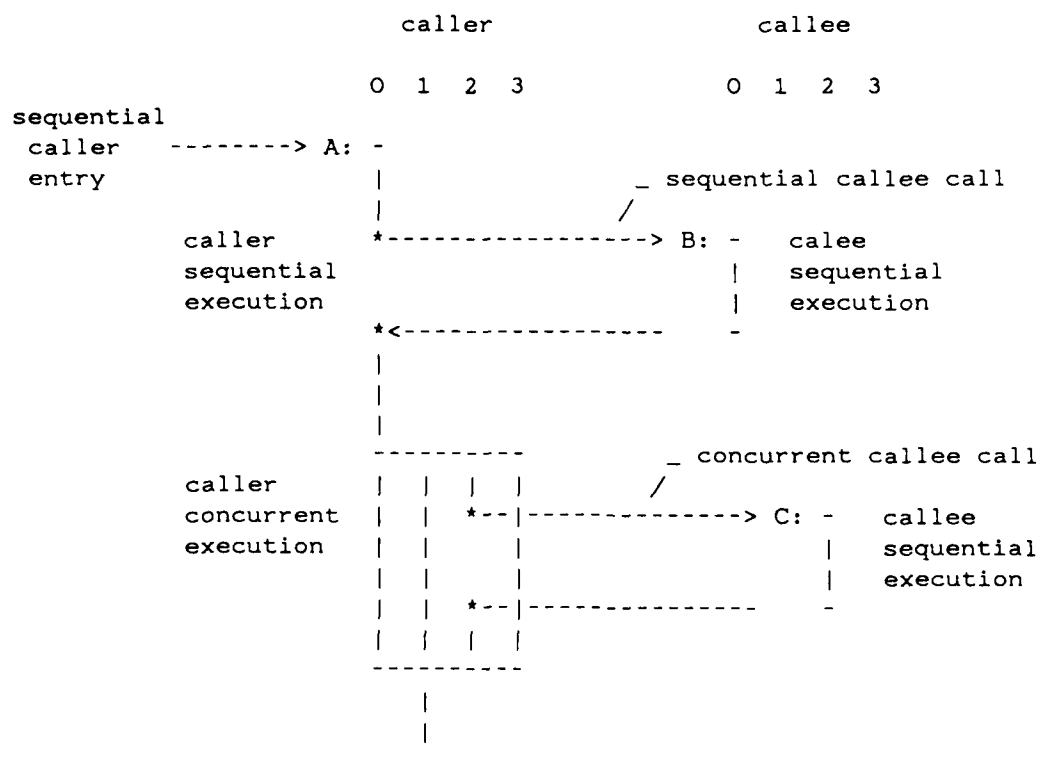 caller callee
0 1 2 3 0 1 2 3
sequential
caller --------> A: -
entry
_ sequential callee call
caller *------------------> B: - calee
sequential sequential
execution execution
*<------------------ -
_ concurrent callee call
caller
concurrent *--|---------------> C: - callee
execution sequential
execution
*--|--------------- -